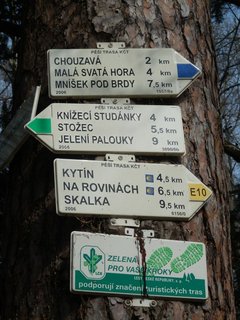 PĚŠÍ TRASA KČT
CHOUZAVÁ 2 km
MALÁ SVATÁ HORA 4 km
MNÍŠEK POD BRDY 7,5 km
2006
PĚŠÍ TRASA KČT
KNÍŽECÍ STUDÁNKY 4 km
STOŽEC 5,5 km
JELENÍ PALOUKY 9 km
2006
PĚŠÍ TRASA KČT
KYTÍN 4,5 km
NA ROVINÁCH 6,5 km E10
SKALKA 9,5 km
2006
ZELENÁ
PRO VAŠE KROKY
podporují značení turistických tras